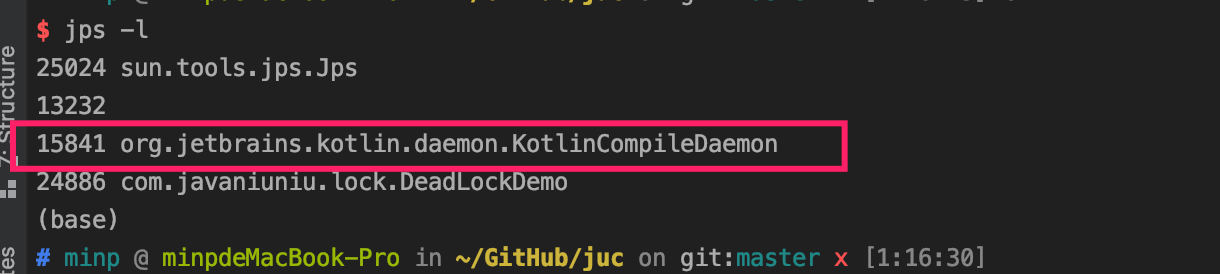 $ jps -l
25024 sun.tools.jps.Jps
13232
15841 org.jetbrains.kotlin.daemon.KotlinCompileDaemon
24886 com.javaniuniu.lock.DeadLockDemo
(base)
# minp @ minpdeMacBook-Pro in ~/GitHub/juc on git:master x [1:16:30]
7: Structure